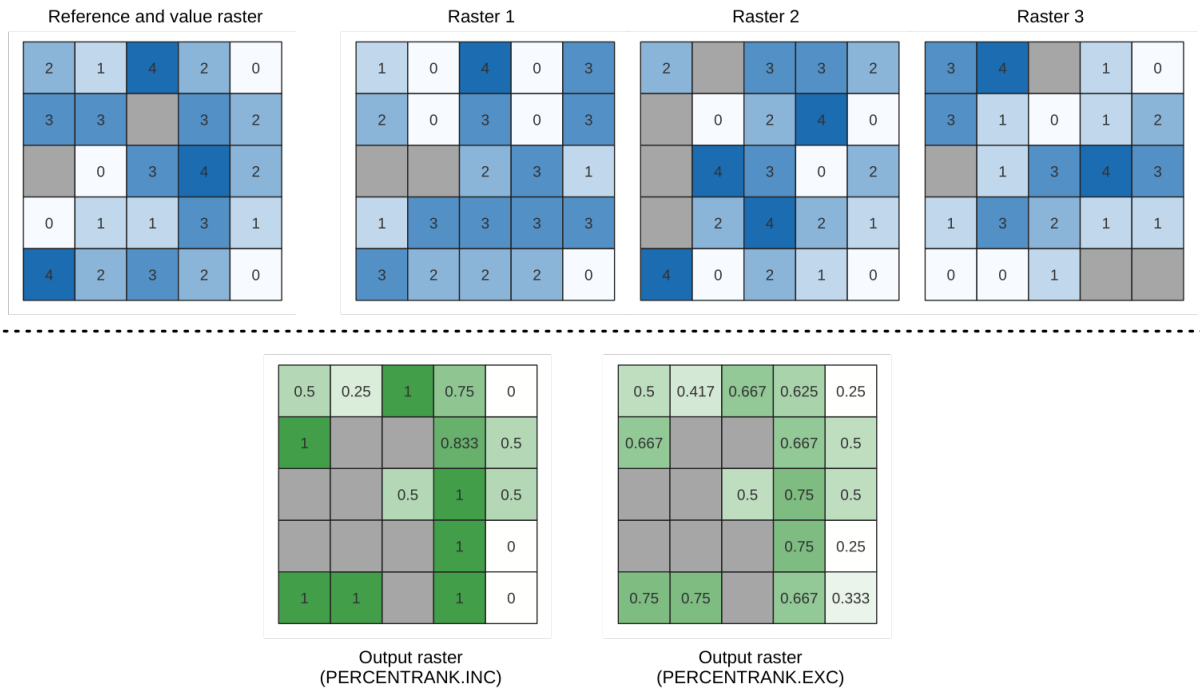 Reference and value raster Raster 1 Raster 2 Raster 3
2 1 4 2 0 1 0 4 0 3 2 3 3 2 3 4 1 0
3 3 3 2 2 0 3 0 3 0 2 4 0 3 1 0 1 2
0 3 4 2 2 3 1 4 3 0 2 1 3 4 3
0 1 1 3 1 1 3 3 3 3 2 4 2 1 1 3 2 1 1
4 2 3 2 0 3 2 2 2 0 4 0 2 1 0 0 0 1
0.5 0.25 1 0.75 0 0.5 0.417 0.667 0.625 0.25
1 0.833 0.5 0.667 0.667 0.5
0.5 1 0.5 0.5 0.75 0.5
1 0 0.75 0.25
1 1 1 0 0.75 0.75 0.667 0.333
Output raster Output raster
(PERCENTRANK.INC) (PERCENTRANK.EXC)